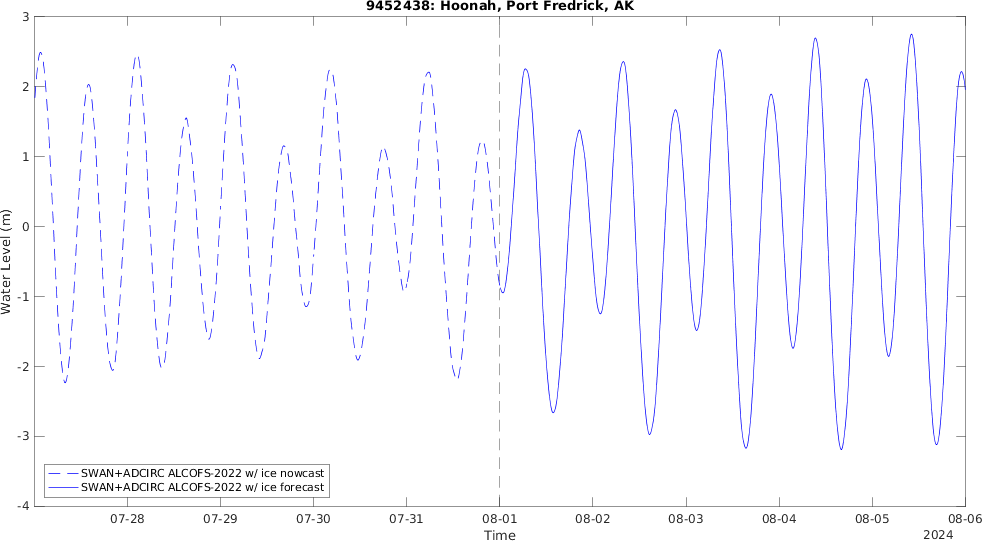 9452438: Hoonah, Port Fredrick, AK
3
2
1
0
-1
-2
-3
-4
Water Level (m)
SWAN+ADCIRC ALCOFS-2022 w/ ice nowcast
SWAN+ADCIRC ALCOFS-2022 w/ ice forecast
07-28 07-29 07-30 07-31 08-01 08-02 08-03 08-04 08-05 08-06
Time
2024